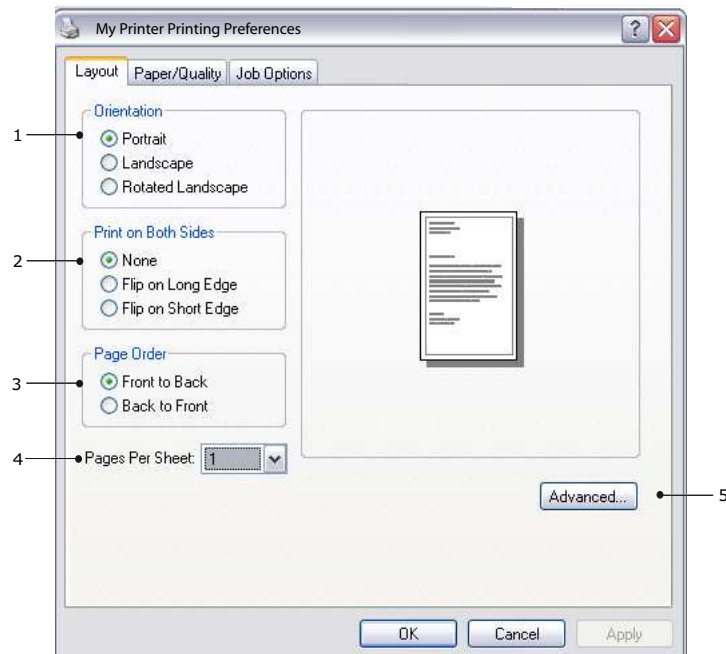 My Printer Printing Preferences
Layout Paper/Quality Job Options
Orientation
1
Portrait
Landscape
Rotated Landscape
Print on Both Sides
2
None
Flip on Long Edge
Flip on Short Edge
Page Order
3
Front to Back
Back to Front
4
Pages Per Sheet: 1
Advanced...
5
OK Cancel Apply